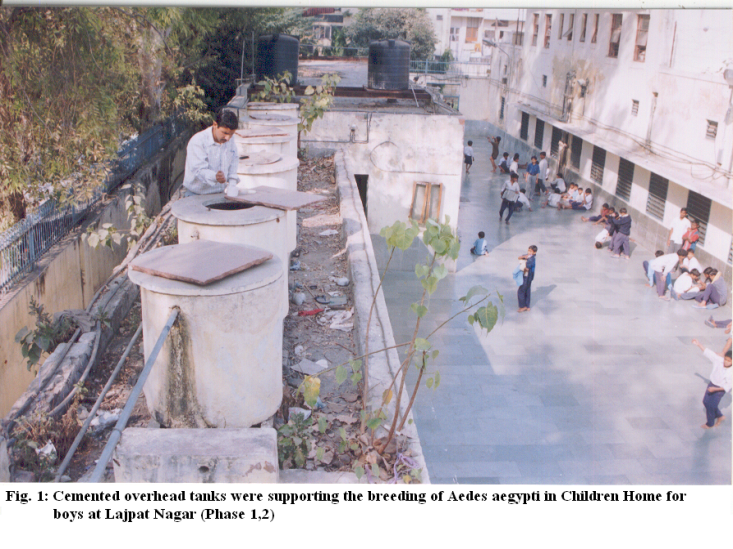 Fig. 1: Cemented overhead tanks were supporting the breeding of Aedes aegypti in Children Home for
boys at Lajpat Nagar (Phase 1,2)